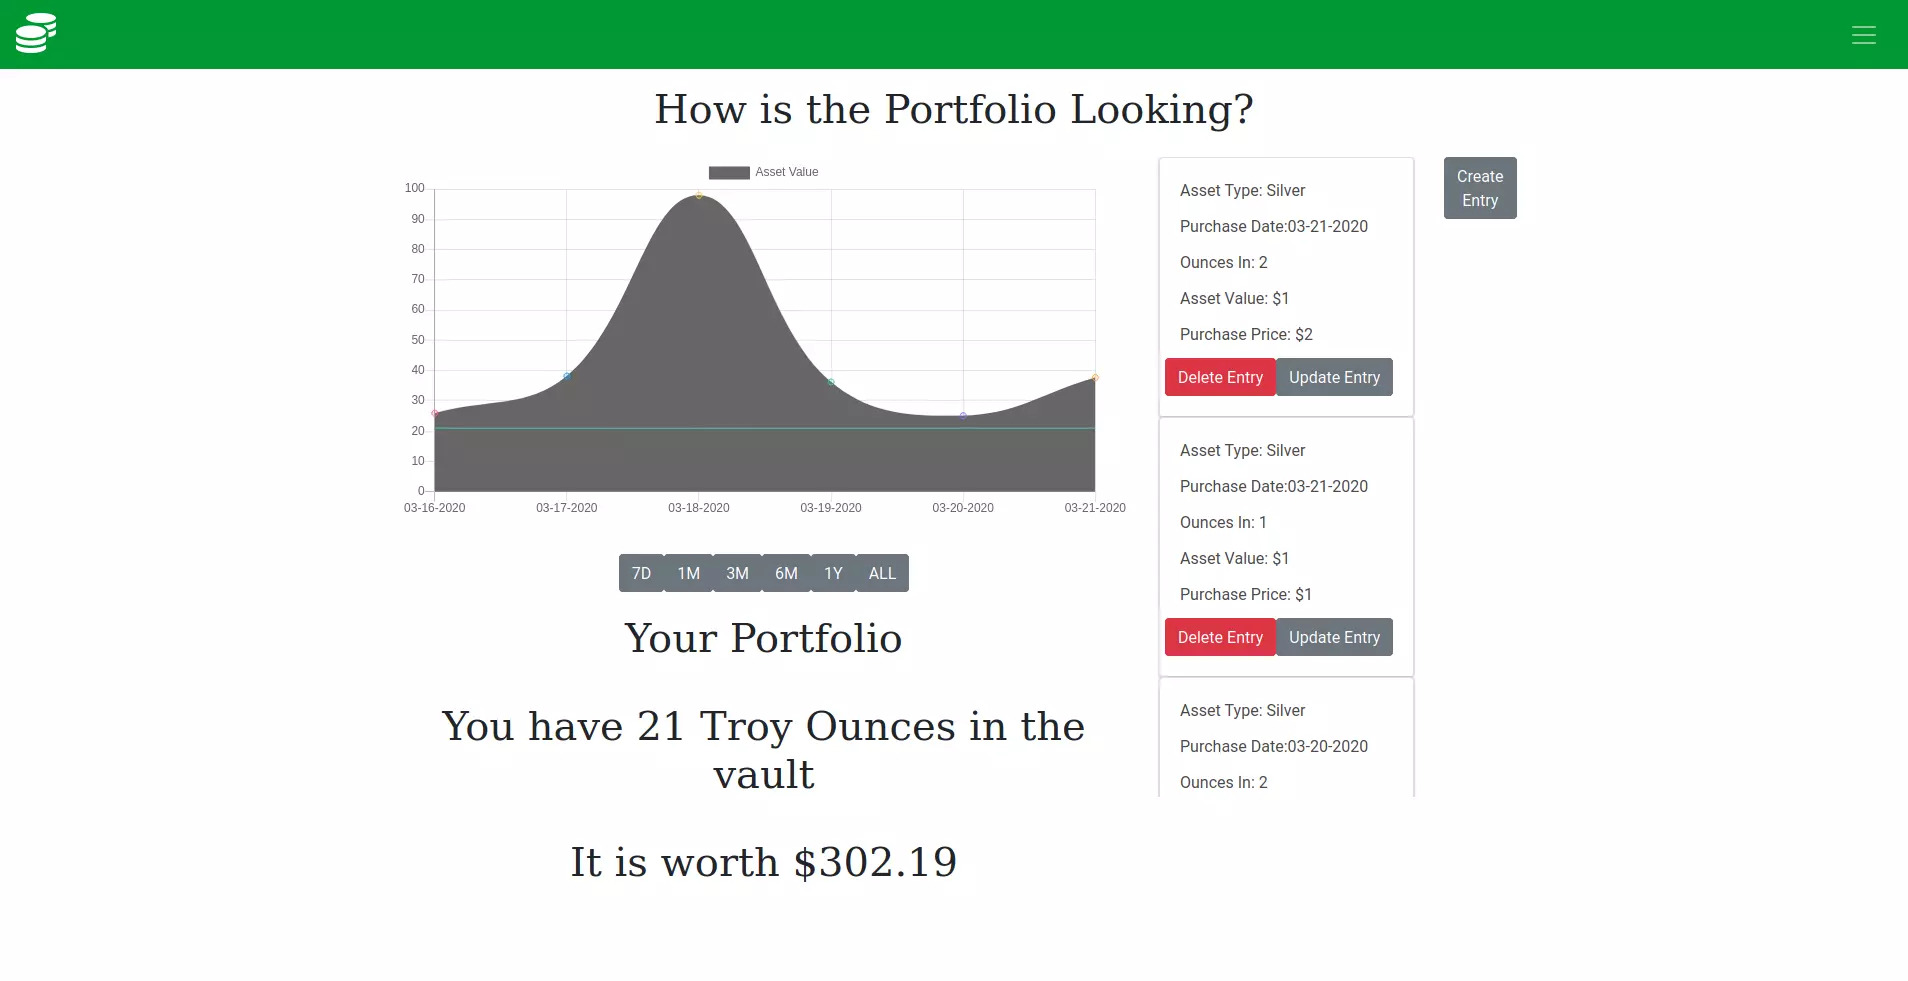 How is the Portfolio Looking?
Asset Value
100
90
80
70
60
50
40
30
20
10
0
03-16-2020
03-17-2020
03-18-2020
03-19-2020
03-20-2020
03-21-2020
7D
1M
3M
6M
1Y
ALL
Your Portfolio
You have 21 Troy Ounces in the
vault
It is worth $302.19
Asset Type: Silver
Purchase Date:03-21-2020
Ounces In: 2
Asset Value: $1
Purchase Price: $2
Delete Entry
Update Entry
Asset Type: Silver
Purchase Date:03-21-2020
Ounces In: 1
Asset Value: $1
Purchase Price: $1
Delete Entry
Update Entry
Asset Type: Silver
Purchase Date:03-20-2020
Ounces In: 2
Create
Entry